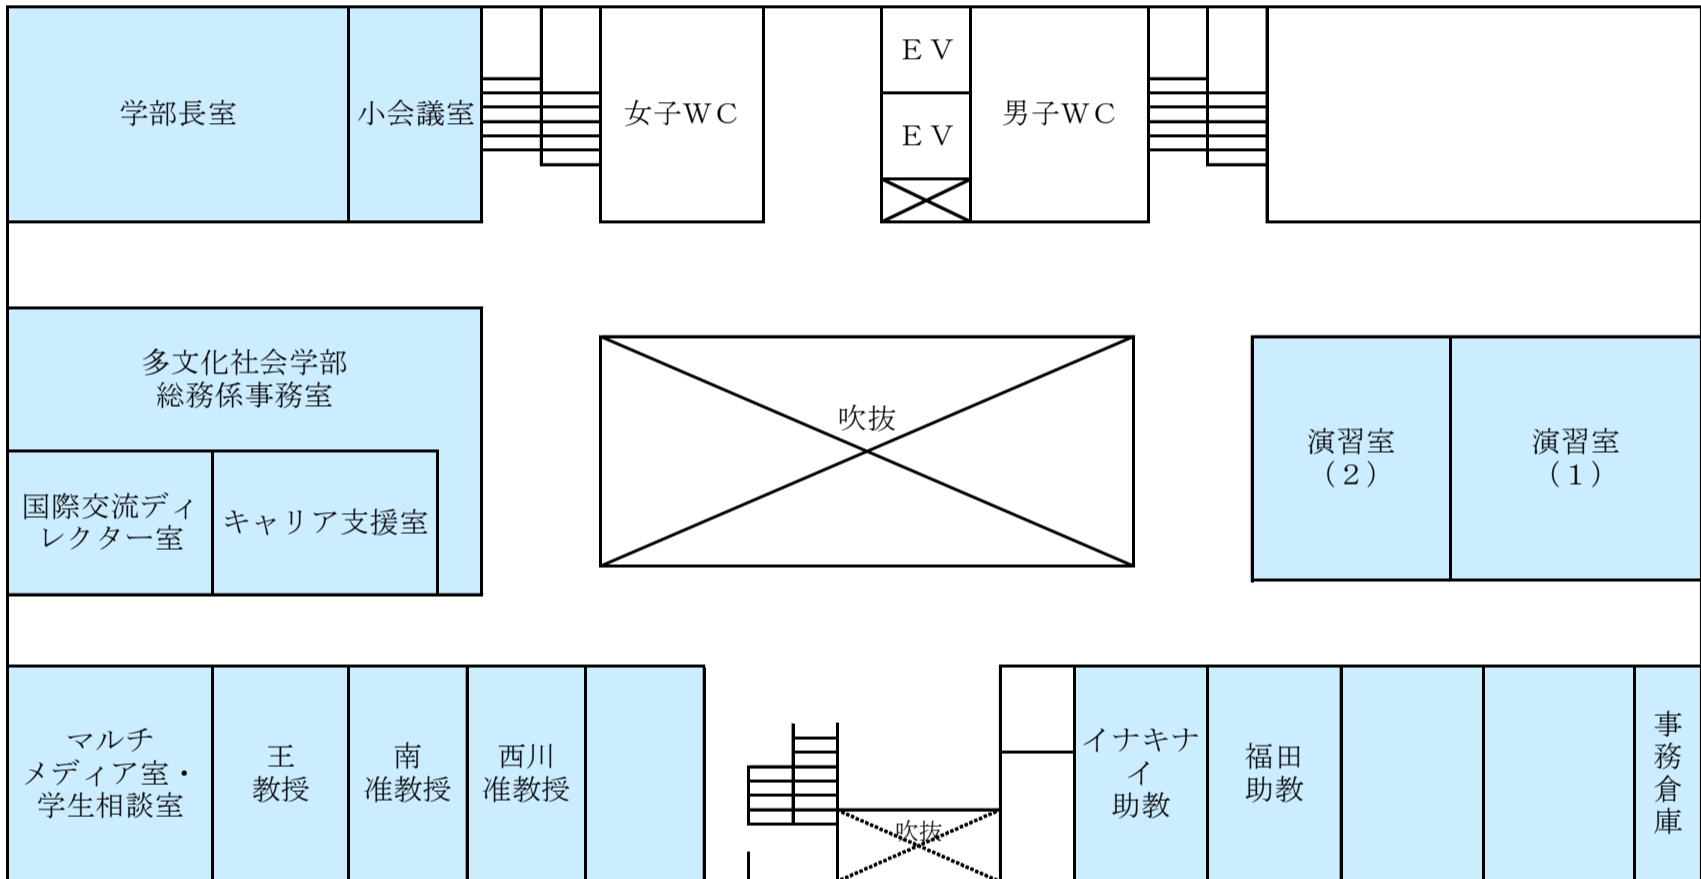 学部長室
小会議室
女子ＷＣ
ＥＶ
ＥＶ
男子ＷＣ
多文化社会学部
総務係事務室
国際交流ディ
レクター室
キャリア支援室
吹抜
演習室
（２）
演習室
（１）
マルチ
メディア室・
学生相談室
王
教授
南
准教授
西川
准教授
吹抜
イナキナ
イ
助教
福田
助教
事
務
倉
庫